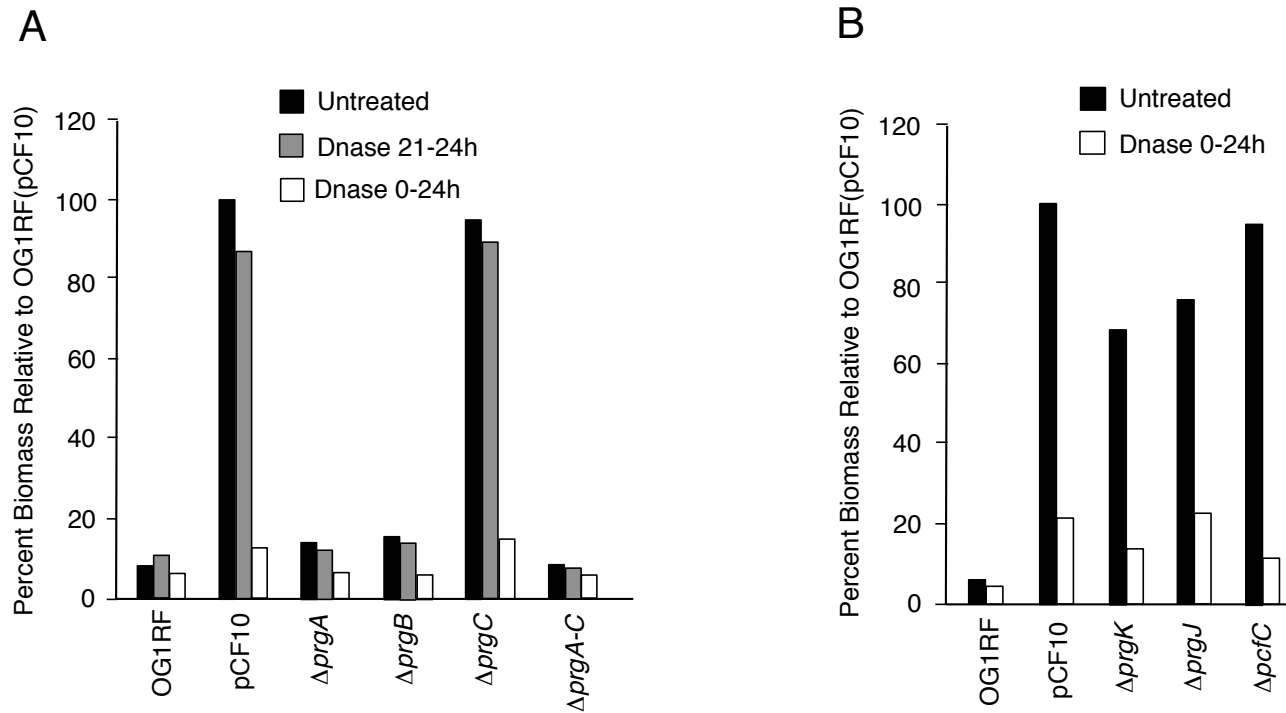 A
Percent Biomass Relative to OG1RF(pCF10)
Untreated
Dnase 21-24h
Dnase 0-24h
120
100
80
60
40
20
0
OG1RF
pCF10
ΔprgA
ΔprgB
ΔprgC
ΔprgA-C
B
Percent Biomass Relative to OG1RF(pCF10)
Untreated
Dnase 0-24h
120
100
80
60
40
20
0
OG1RF
pCF10
ΔprgK
ΔprgJ
ΔpcfC